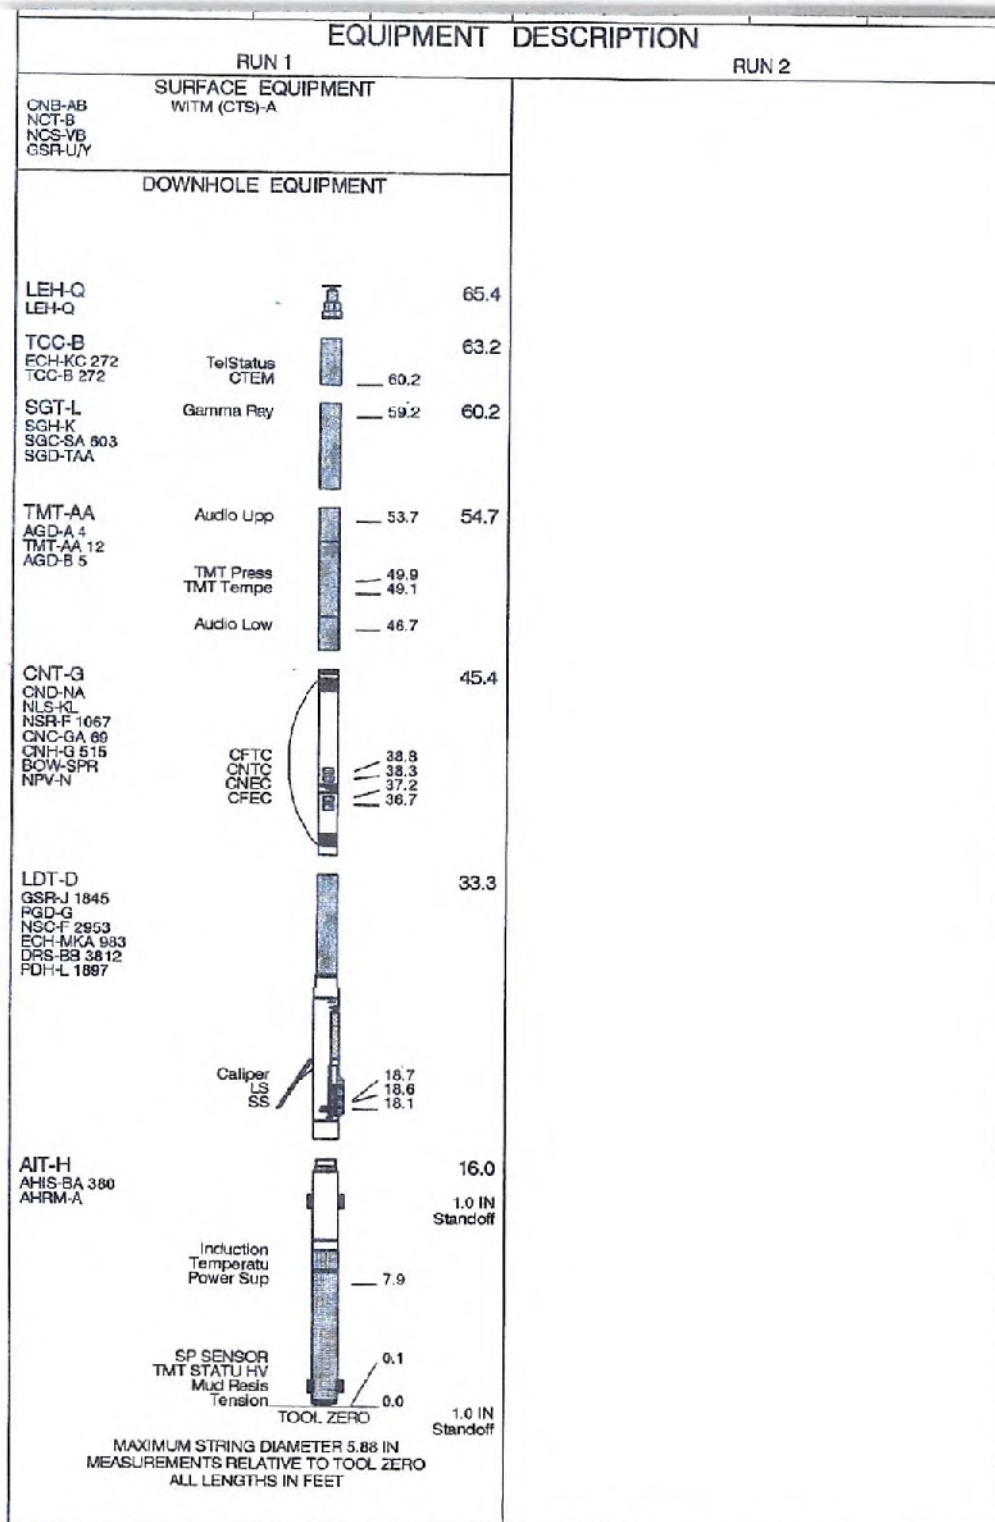 EQUIPMENT DESCRIPTION
RUN 1 RUN 2
SURFACE EQUIPMENT
CNB-AB WITM (CTS)-A
NCT-B
NCS-VB
GSR-U/Y
DOWNHOLE EQUIPMENT
LEH-Q 65.4
LEH-Q
TCC-B 63.2
ECH-KC 272 TelStatus
TCC-B 272 CTEM 60.2
SGT-L Gamma Ray 59.2 60.2
SGH-K
SGC-SA 603
SGD-TAA
TMT-AA Audio Upp 53.7 54.7
AGD-A 4
TMT-AA 12
AGD-B 5
TMT Press 49.9
TMT Tempe 49.1
Audio Low 46.7
CNT-G 45.4
CND-NA
NLS-KL
NSR-F 1067
CNC-GA 69
CNH-G 515
BOW-SPR
NPV-N
CFTC 38.8
CNTC 38.3
CNEC 37.2
CFEC 36.7
LDT-D 33.3
GSR-J 1845
PGD-G
NSC-F 2953
ECH-MKA 983
DRS-BB 3812
PDH-L 1897
Caliper 18.7
LS 18.6
SS 18.1
AIT-H 16.0
AHIS-BA 380
AHRM-A
1.0 IN
Standoff
Induction
Temperatu
Power Sup 7.9
SP SENSOR 0.1
TMT STATU HV
Mud Resis
Tension 0.0
TOOL ZERO
1.0 IN
Standoff
MAXIMUM STRING DIAMETER 5.88 IN
MEASUREMENTS RELATIVE TO TOOL ZERO
ALL LENGTHS IN FEET